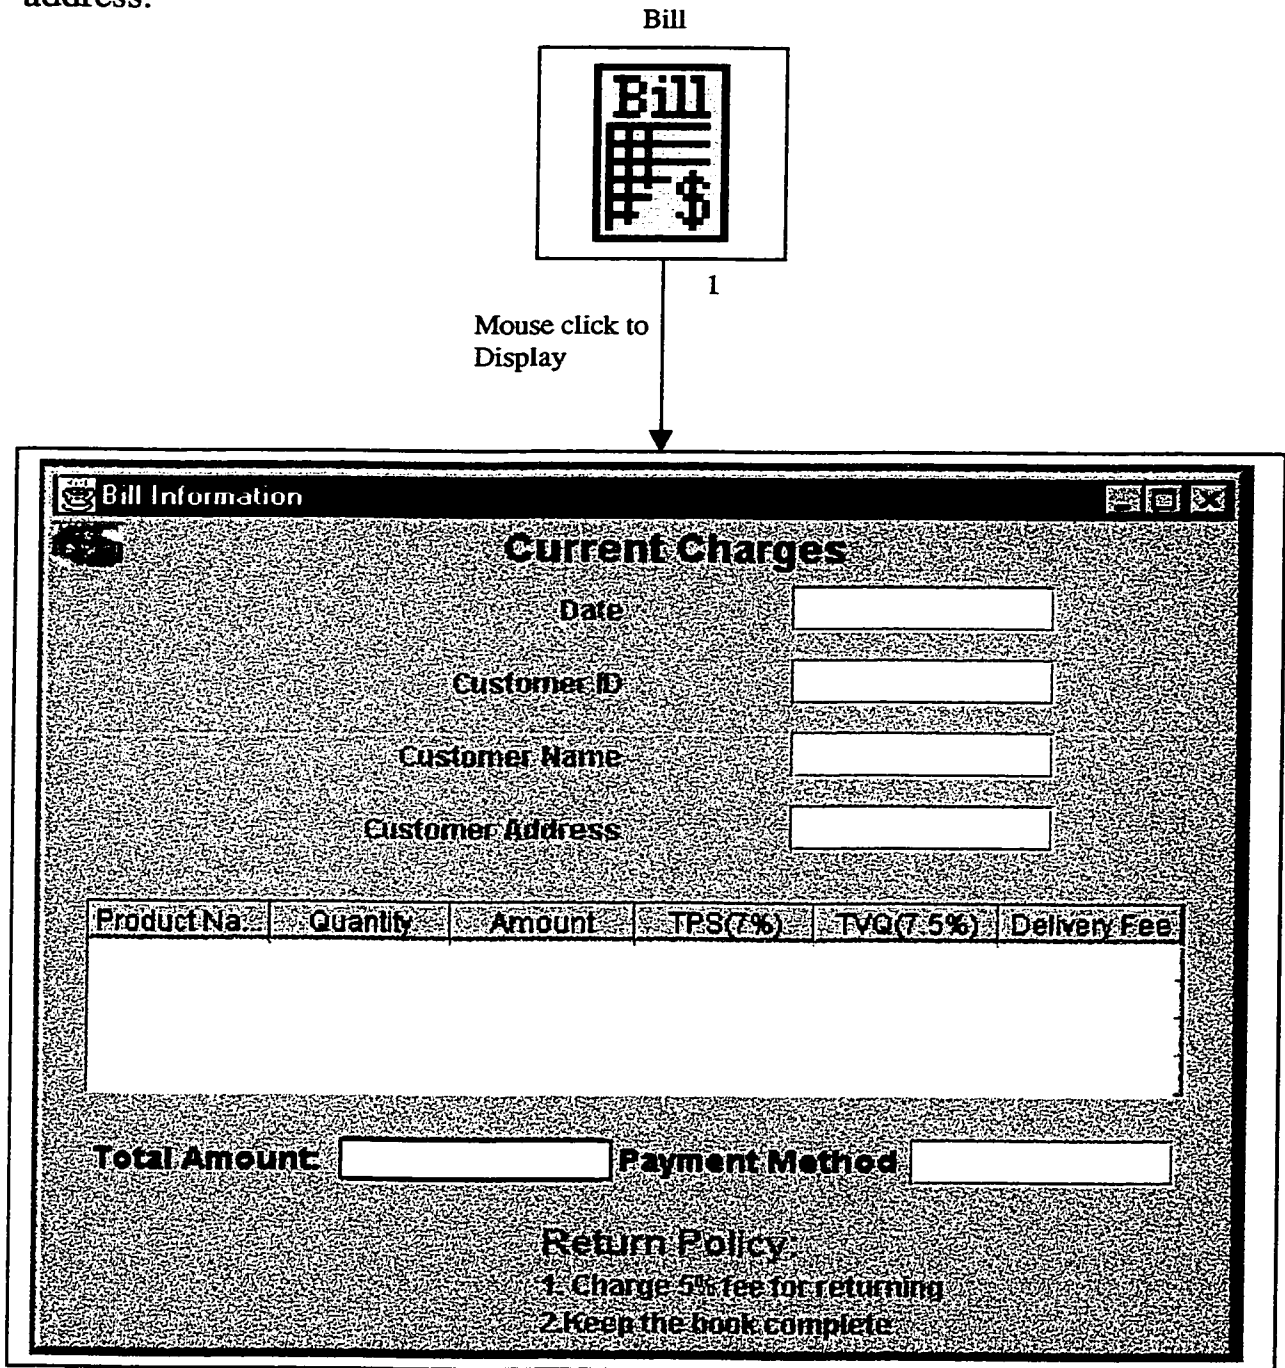 address.
Bill
Bill
$
1
Mouse click to
Display
Bill Information
Current Charges
Date
Customer ID
Customer Name
Customer Address
Product Na... Quantity Amount TPS(7%) TVQ(7.5%) Delivery Fee
Total Amount: Payment Method
Return Policy:
1. Charge 5% fee for returning
2.Keep the book complete